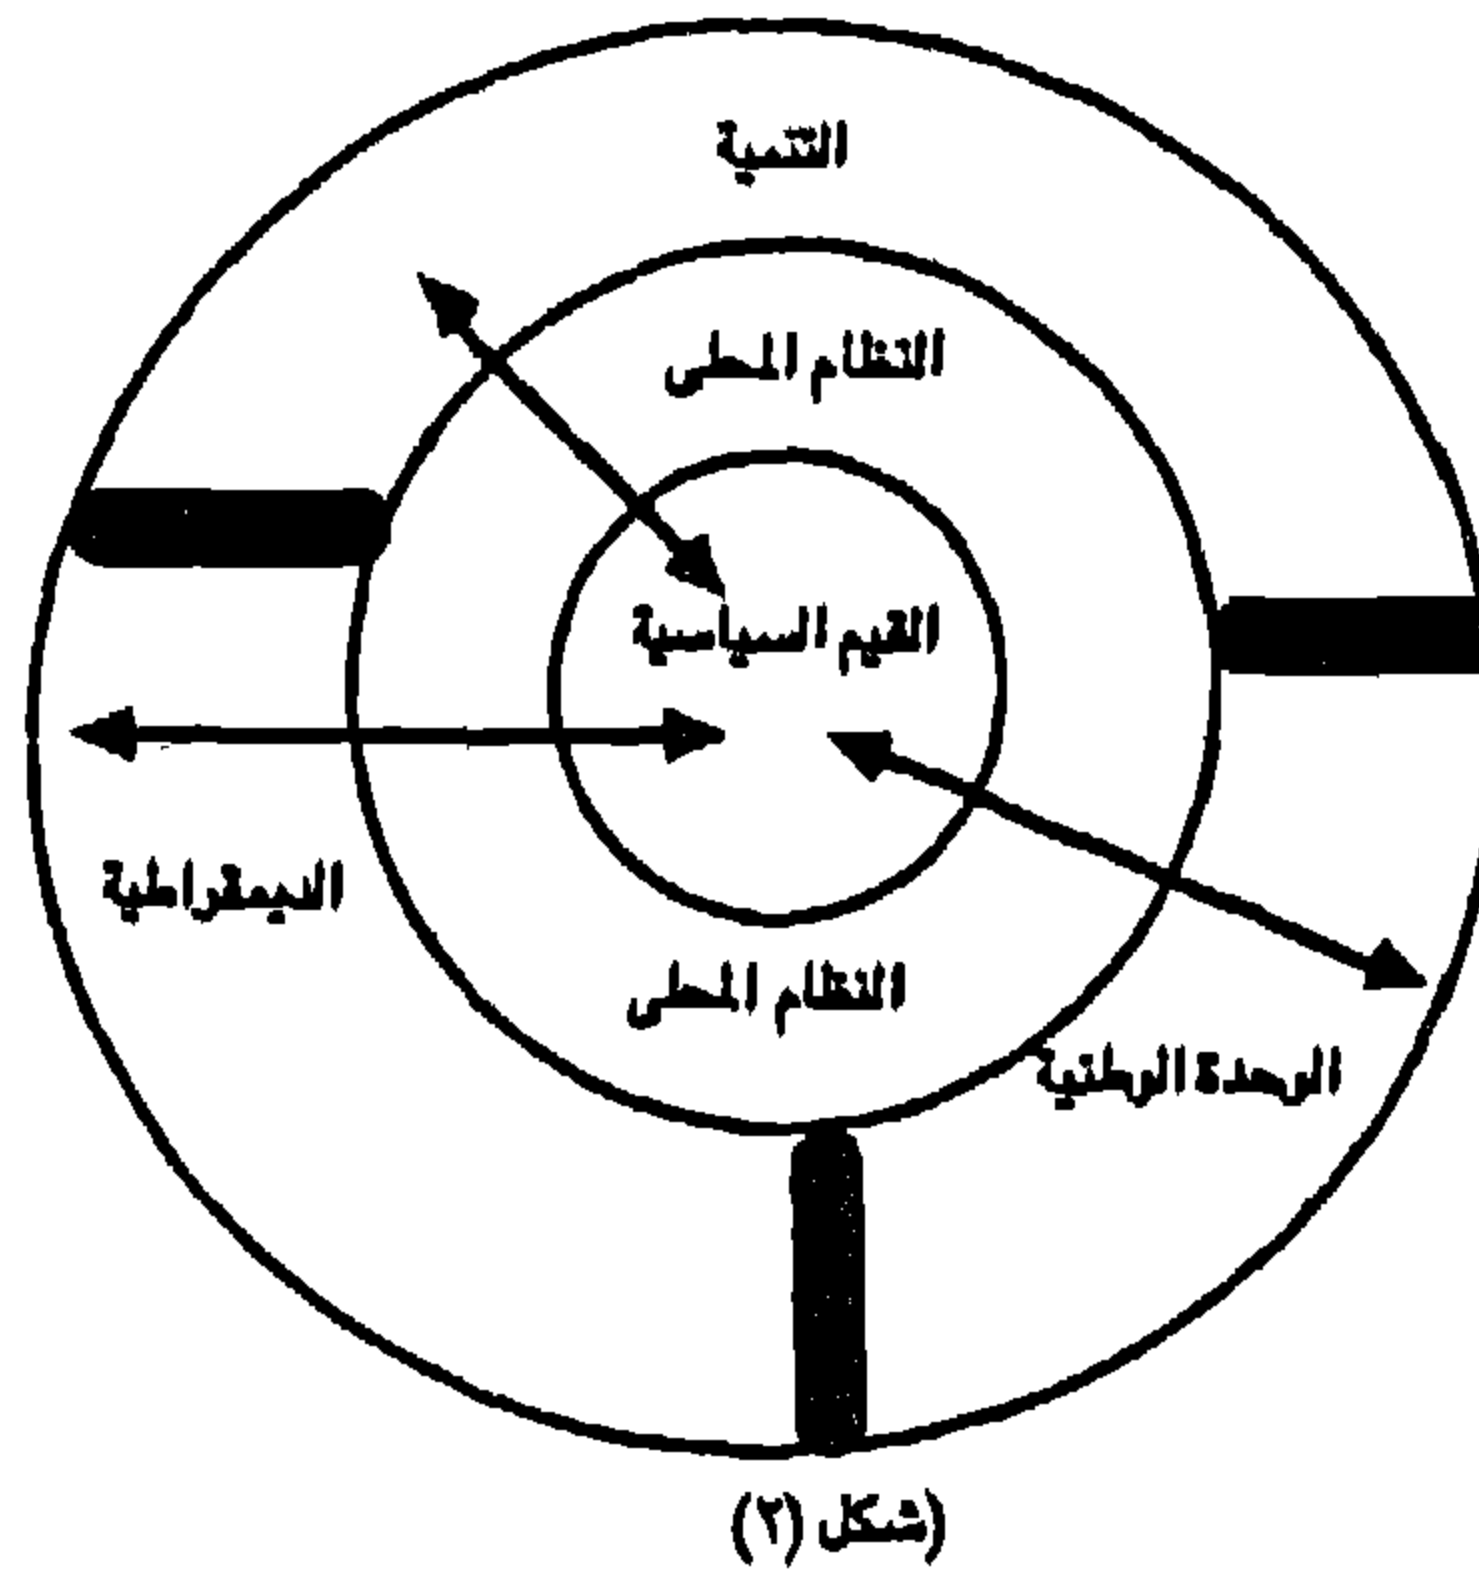 التنمية
النظام المحلى
القيم السياسية
الديمقراطية
النظام المحلى
الوحدة الوطنية
(شكل (٢)